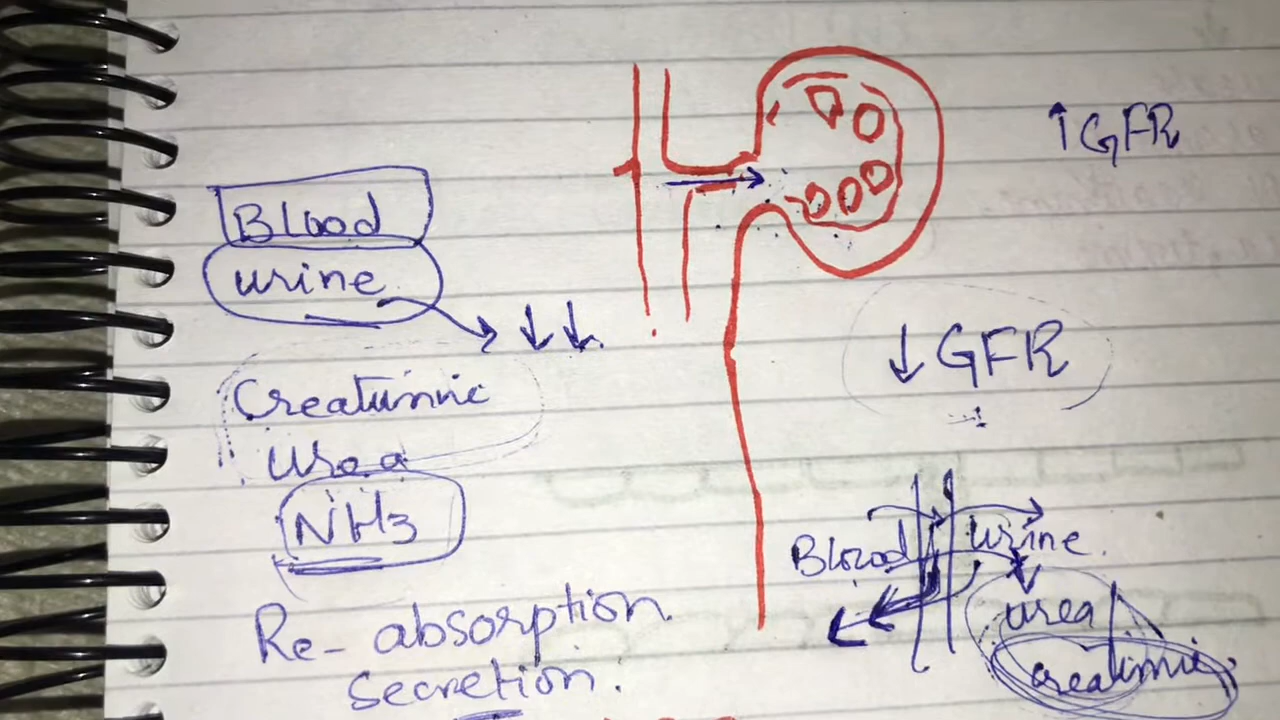 ↑GFR
Blood
urine
↓ ↓
↓ GFR
Creatinine
Urea
NH3
Blood
urine.
urea
creatinine
Re-absorption.
secretion.